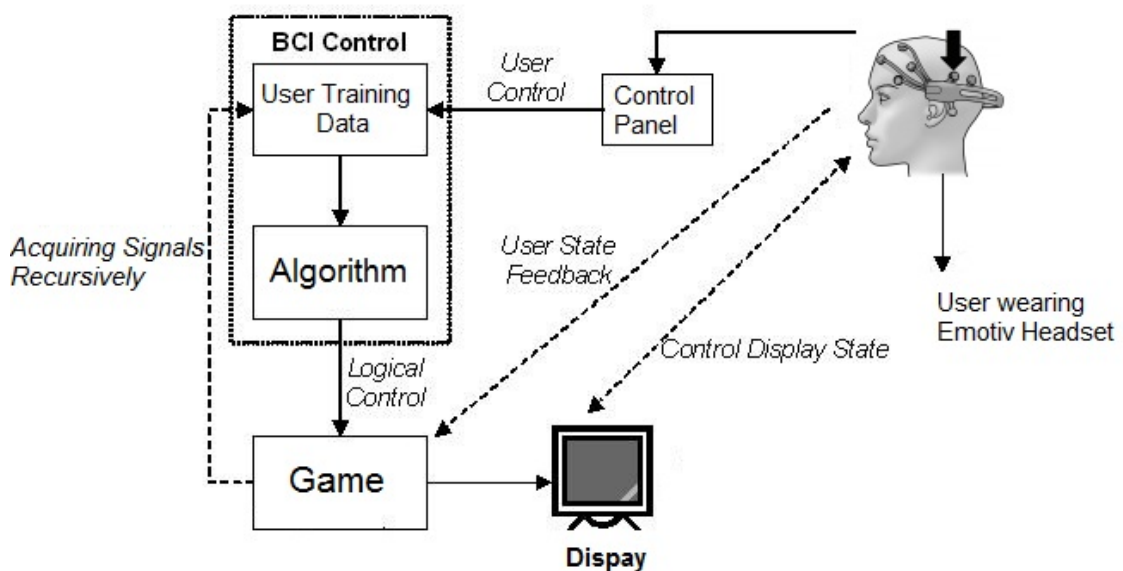 BCI Control
User Training
Data
User
Control
Control
Panel
Acquiring Signals
Recursively
Algorithm
User State
Feedback
User wearing
Emotiv Headset
Control Display State
Logical
Control
Game
Dispay